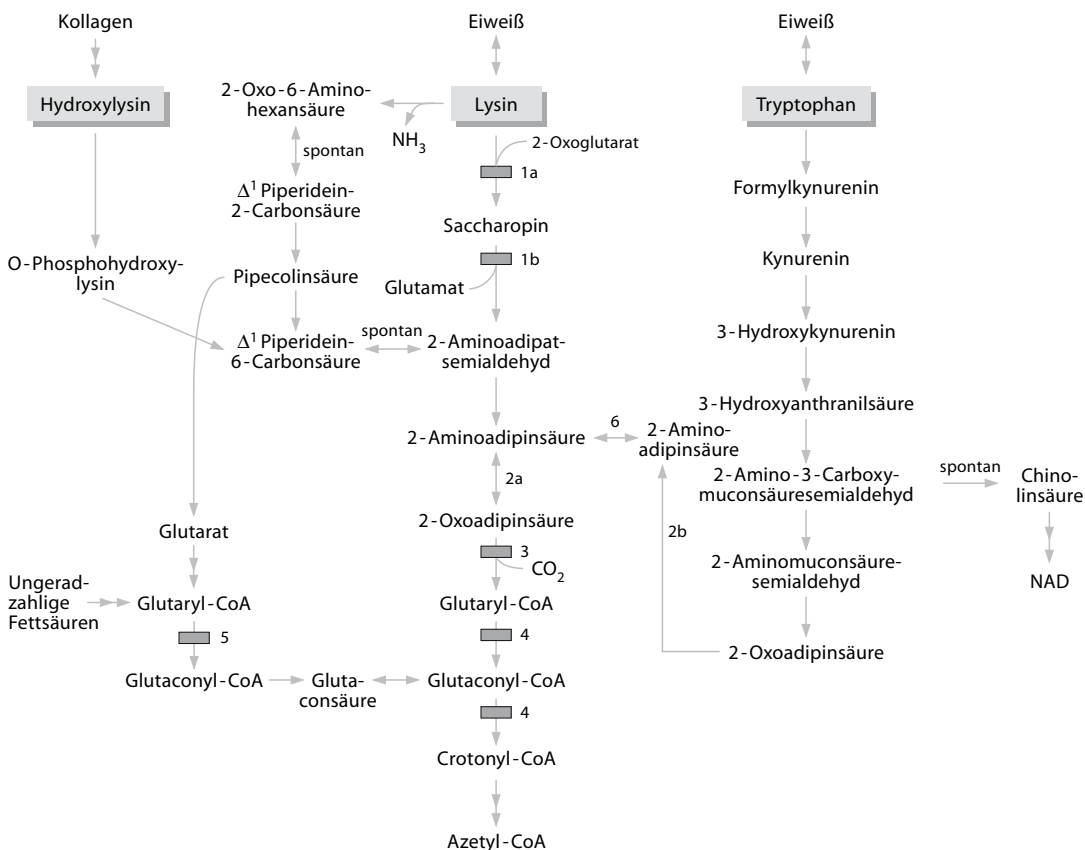 Kollagen
Eiweiß
Eiweiß
Hydroxylysin
2-Oxo-6-Amino-
hexansäure
Lysin
Tryptophan
NH3
2-Oxoglutarat
spontan
1a
Δ1 Piperidein-
2-Carbonsäure
Formylkynurenin
Saccharopin
1b
O-Phosphohydroxy-
lysin
Pipecolinsäure
Glutamat
Kynurenin
spontan
Δ1 Piperidein-
6-Carbonsäure
2-Aminoadipat-
semialdehyd
3-Hydroxykynurenin
3-Hydroxyanthranilsäure
2-Aminoadipinsäure
6
2-Amino-
adipinsäure
2-Amino-3-Carboxy-
muconsäuresemialdehyd
spontan
Chino-
linsäure
2a
2-Oxoadipinsäure
2b
Glutarat
3
CO2
2-Aminomuconsäure-
semialdehyd
NAD
Ungerad-
zahlige
Fettsäuren
Glutaryl-CoA
Glutaryl-CoA
5
4
2-Oxoadipinsäure
Glutaconyl-CoA
Gluta-
consäure
Glutaconyl-CoA
4
Crotonyl-CoA
Azetyl-CoA